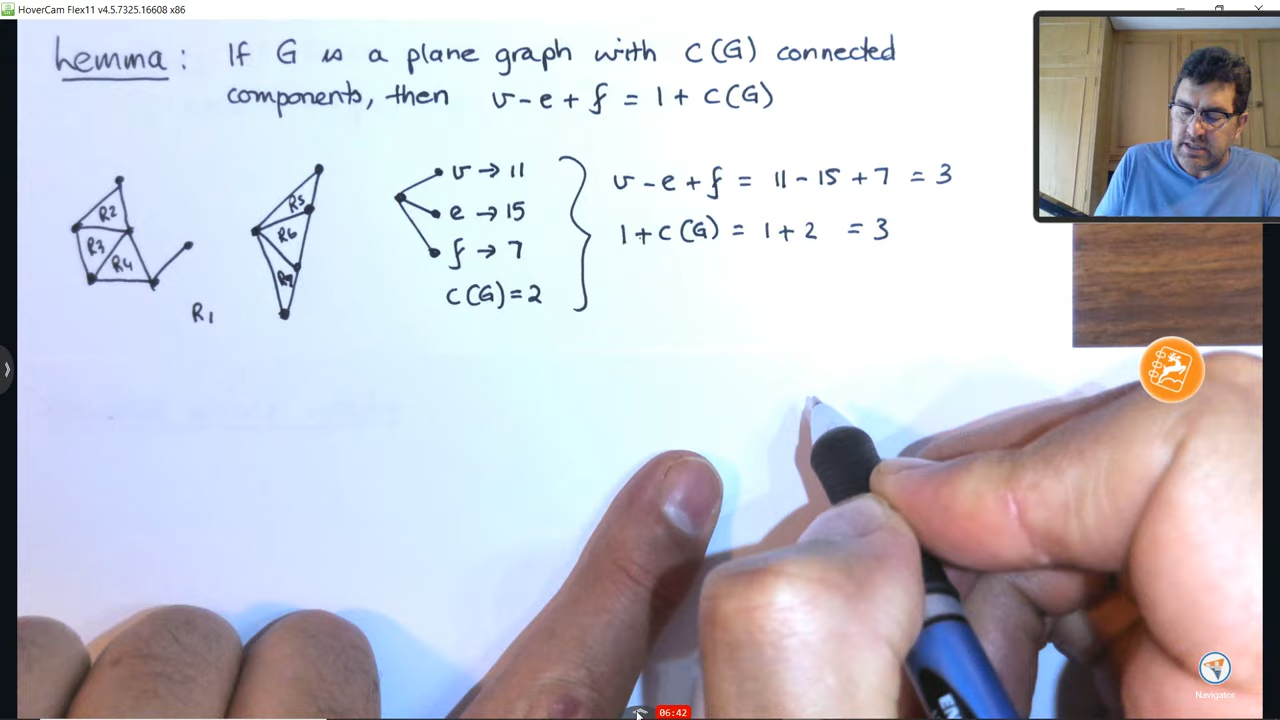 HoverCam Flex11 v4.5.7325.16608 x86
Lemma : If G is a plane graph with C(G) connected
components, then v - e + f = 1 + C(G)
R2
R3
R4
R1
R5
R6
R7
v → 11
e → 15
f → 7
C(G) = 2
v - e + f = 11 - 15 + 7 = 3
1 + C(G) = 1 + 2 = 3
Navigator
06:42